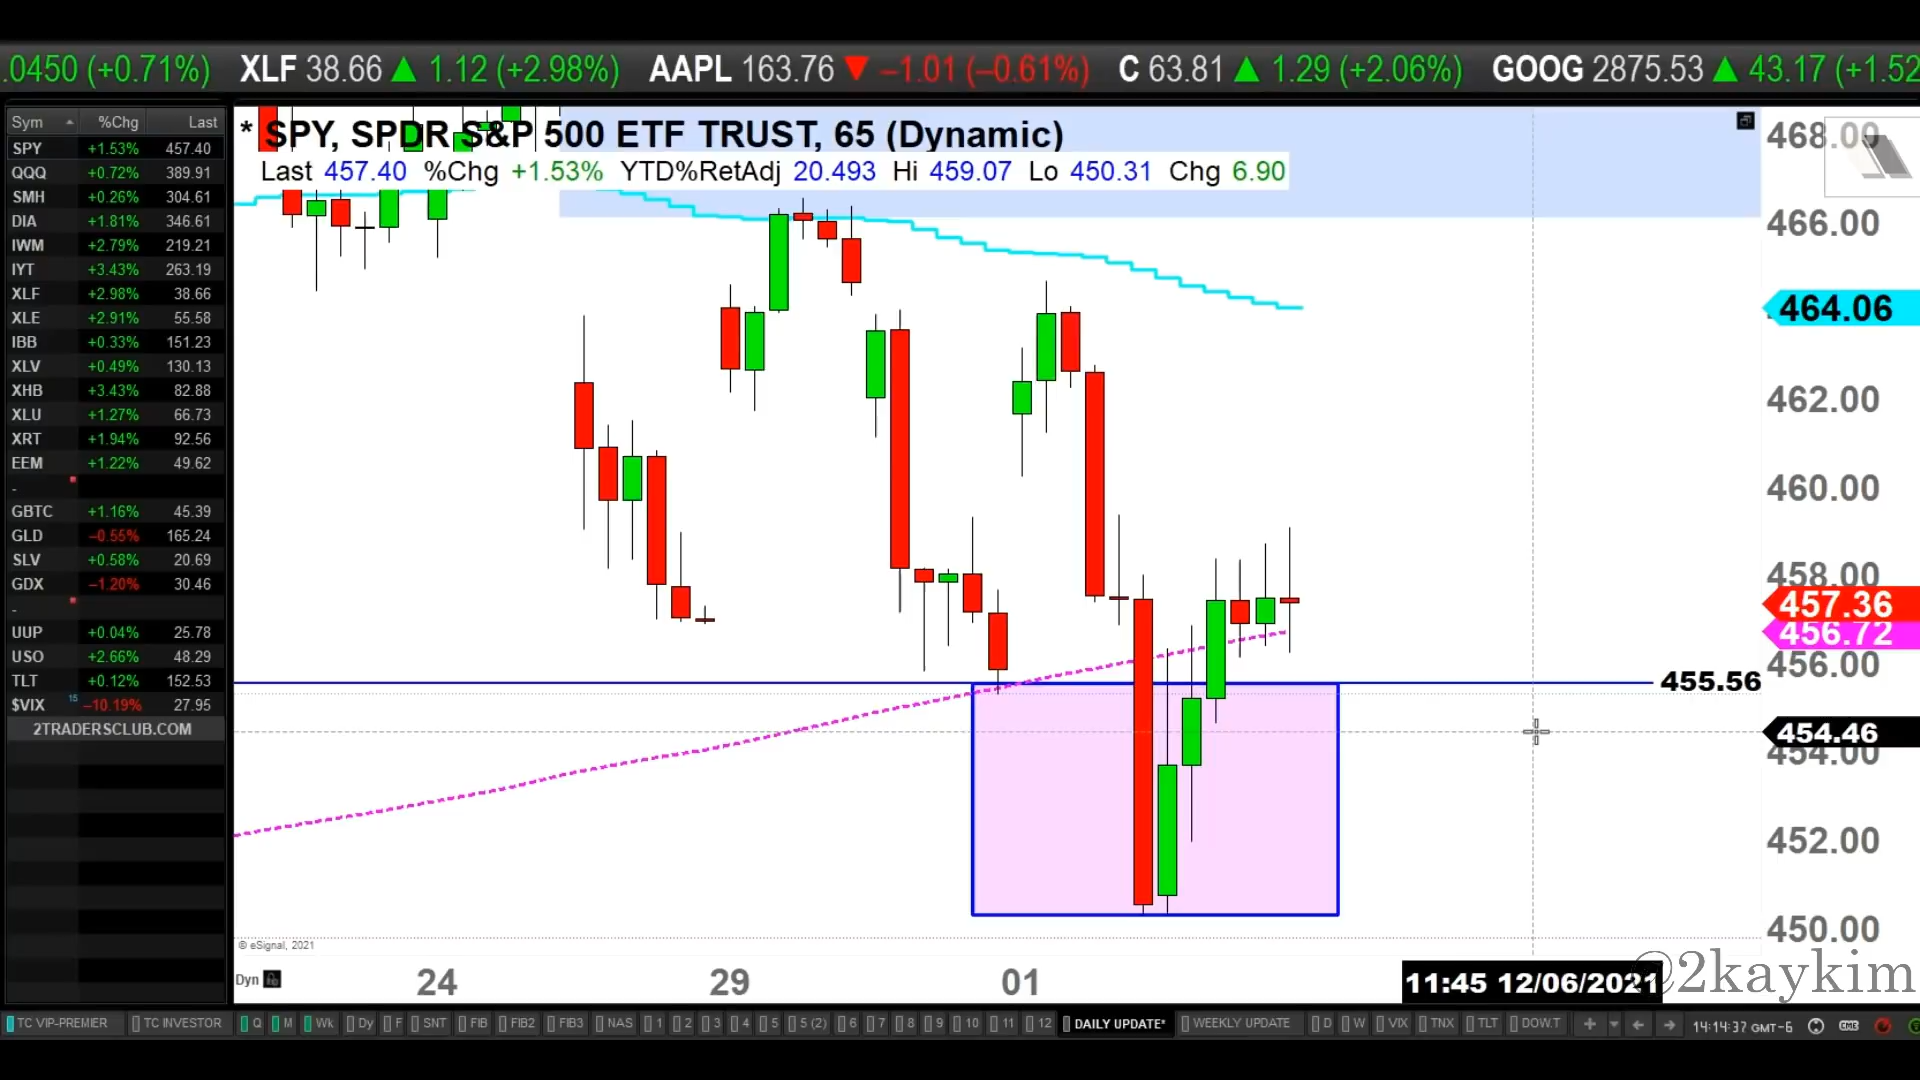 .0450 (+0.71%) XLF 38.66 ▲ 1.12 (+2.98%) AAPL 163.76 ▼ –1.01 (–0.61%) C 63.81 ▲ 1.29 (+2.06%) GOOG 2875.53 ▲ 43.17 (+1.52
Sym %Chg Last
SPY +1.53% 457.40
QQQ +0.72% 389.91
SMH +0.26% 304.61
DIA +1.81% 346.61
IWM +2.79% 219.21
IYT +3.43% 263.19
XLF +2.98% 38.66
XLE +2.91% 55.58
IBB +0.33% 151.23
XLV +0.49% 130.13
XHB +3.43% 82.88
XLU +1.27% 66.73
XRT +1.94% 92.56
EEM +1.22% 49.62
-
GBTC +1.16% 45.39
GLD –0.55% 165.24
SLV +0.58% 20.69
GDX –1.20% 30.46
-
UUP +0.04% 25.78
USO +2.66% 48.29
TLT +0.12% 152.53
$VIX 15 –10.19% 27.95
2TRADERSCLUB.COM
* SPY, SPDR S&P 500 ETF TRUST, 65 (Dynamic)
Last 457.40 %Chg +1.53% YTD%RetAdj 20.493 Hi 459.07 Lo 450.31 Chg 6.90
468.00
466.00
464.06
462.00
460.00
458.00
457.36
456.72
456.00
455.56
454.46
454.00
452.00
450.00
© eSignal, 2021
Dyn
24 29 01
11:45 12/06/2021
@2kaykim
TC VIP-PREMIER TC INVESTOR Q M Wk Dy F SNT FIB FIB2 FIB3 NAS 1 2 3 4 5 5 (2) 6 7 8 9 10 11 12 DAILY UPDATE* WEEKLY UPDATE D W VIX TNX TLT DOW.T 14:14:37 GMT-6 CME